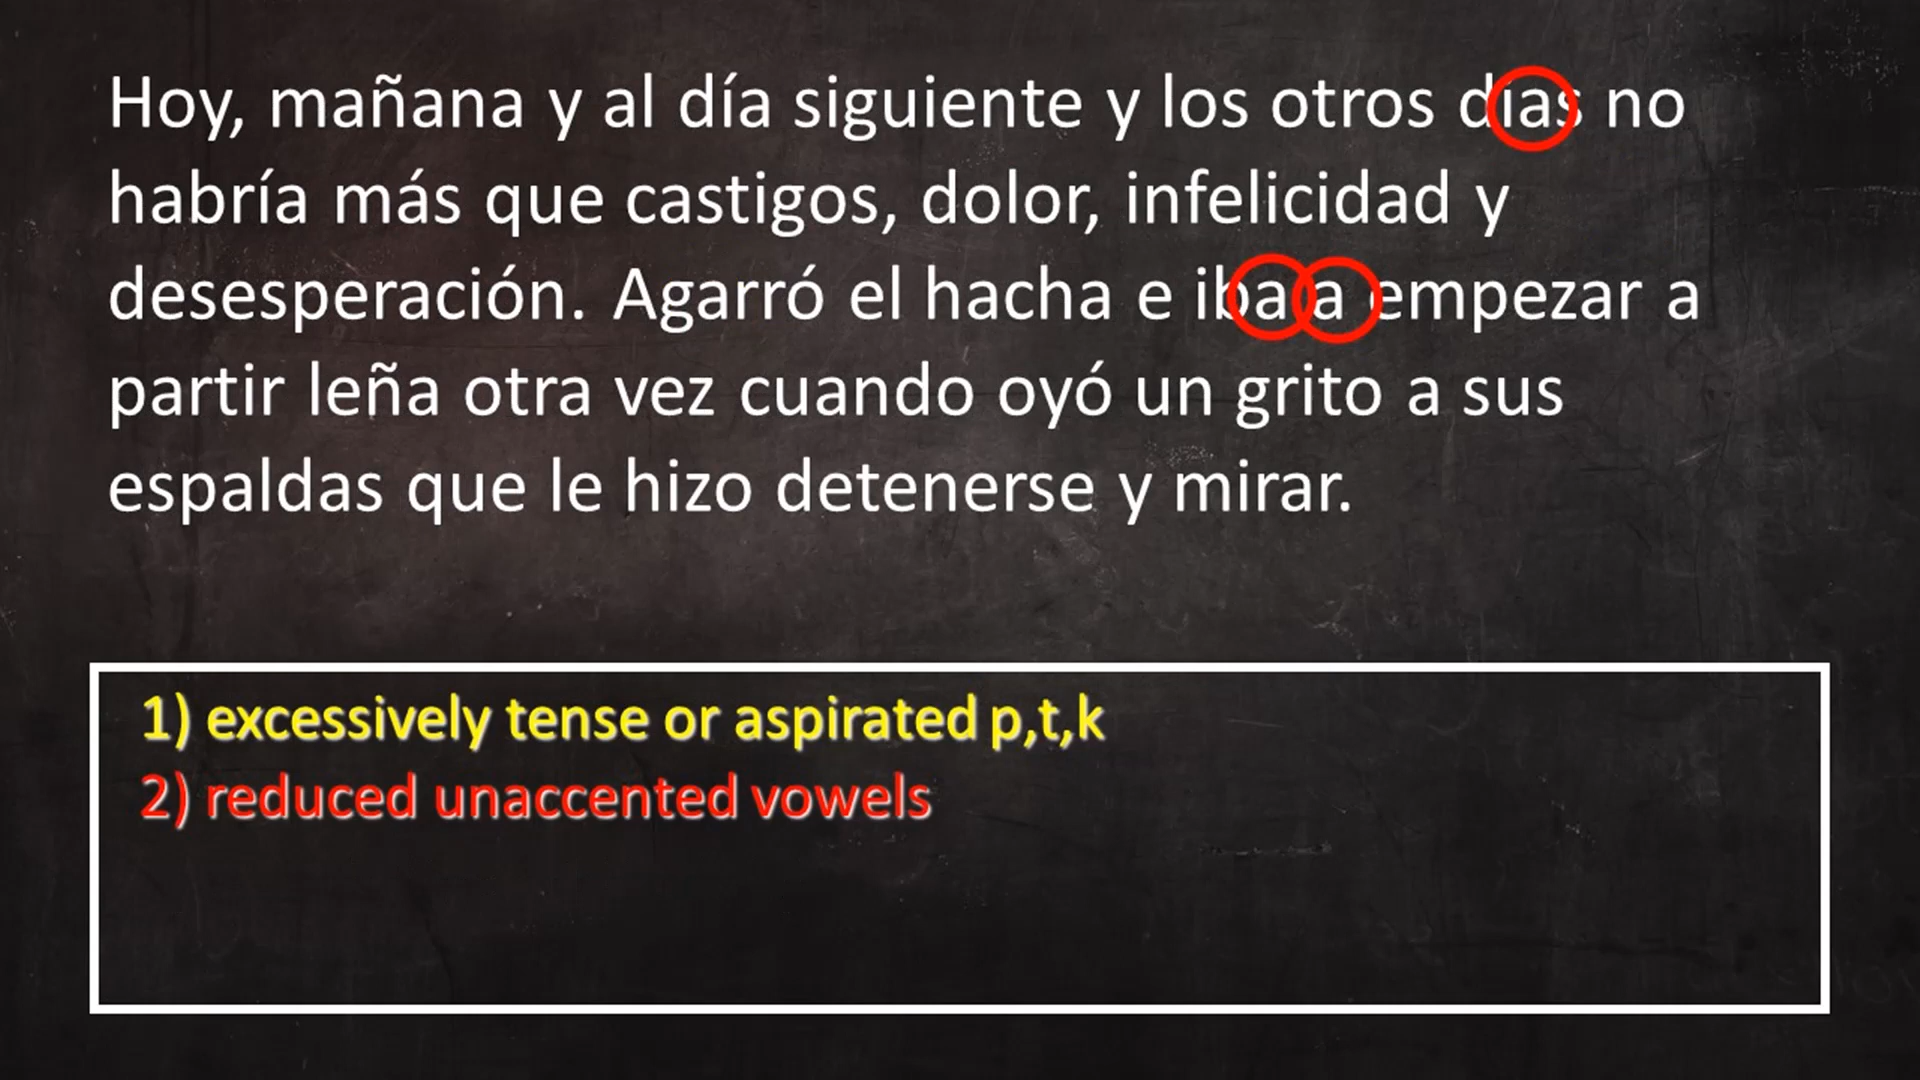 Hoy, mañana y al día siguiente y los otros días no
habría más que castigos, dolor, infelicidad y
desesperación. Agarró el hacha e iba a empezar a
partir leña otra vez cuando oyó un grito a sus
espaldas que le hizo detenerse y mirar.
1) excessively tense or aspirated p,t,k
2) reduced unaccented vowels